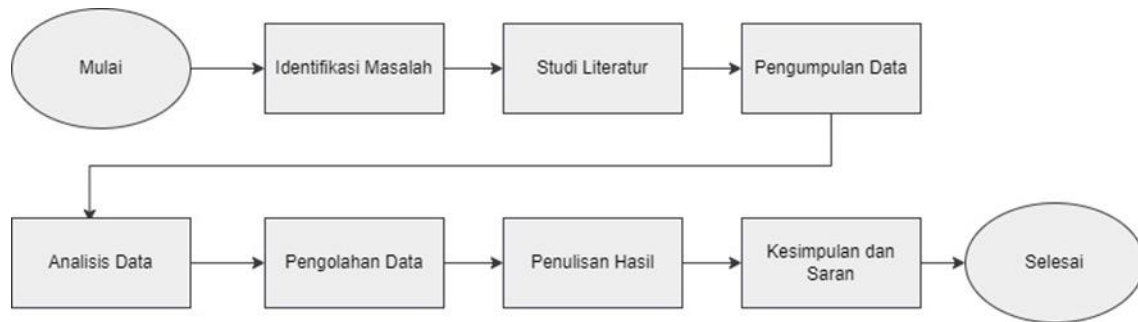 Mulai
Identifikasi Masalah
Studi Literatur
Pengumpulan Data
Analisis Data
Pengolahan Data
Penulisan Hasil
Kesimpulan dan
Saran
Selesai